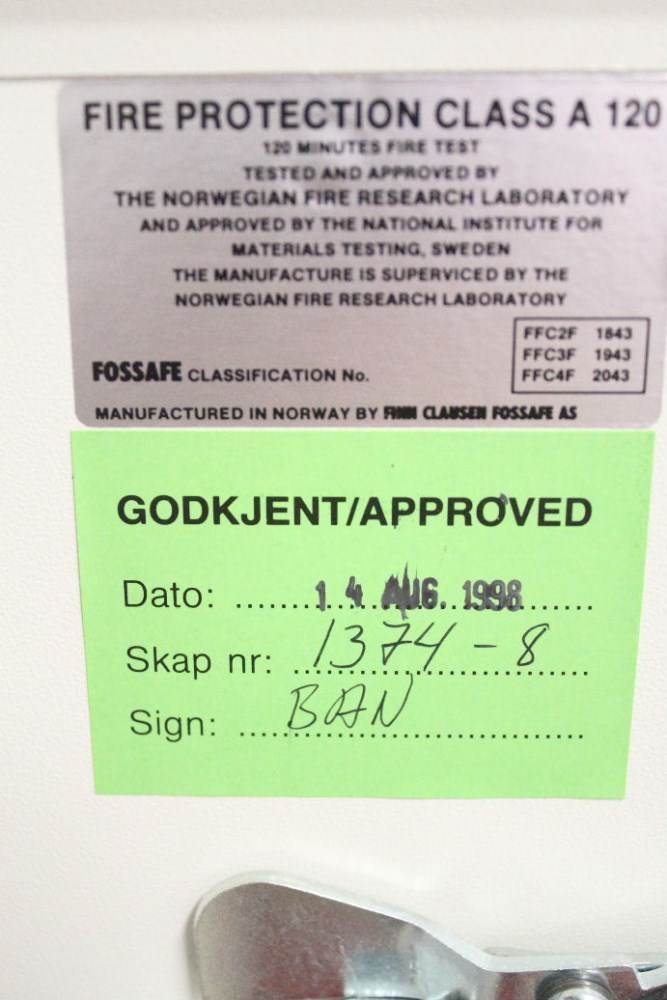 FIRE PROTECTION CLASS A 120
120 MINUTES FIRE TEST
TESTED AND APPROVED BY
THE NORWEGIAN FIRE RESEARCH LABORATORY
AND APPROVED BY THE NATIONAL INSTITUTE FOR
MATERIALS TESTING, SWEDEN
THE MANUFACTURE IS SUPERVICED BY THE
NORWEGIAN FIRE RESEARCH LABORATORY
FFC2F 1843
FFC3F 1943
FFC4F 2043
FOSSAFE CLASSIFICATION No.
MANUFACTURED IN NORWAY BY FINN CLAUSEN FOSSAFE AS
GODKJENT/APPROVED
Dato: 14 AUG. 1998
Skap nr: 1374-8
Sign: BAN